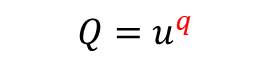 Q = u^q